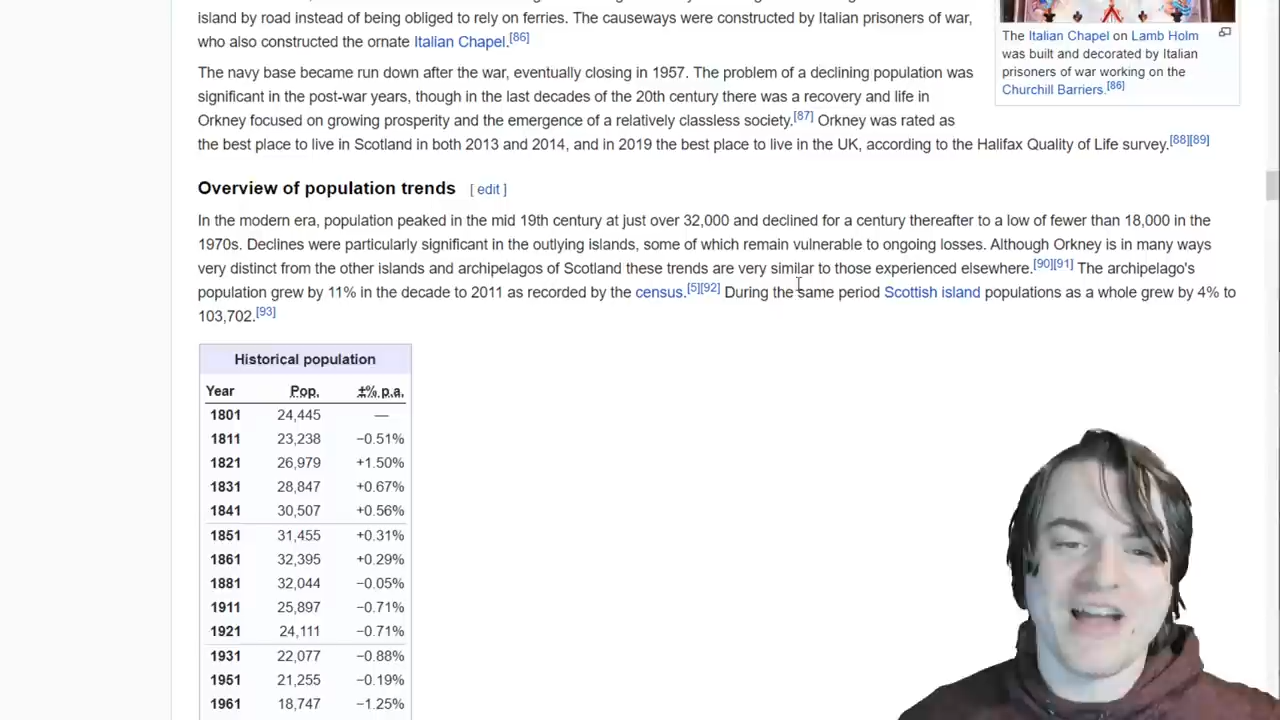 island by road instead of being obliged to rely on ferries. The causeways were constructed by Italian prisoners of war,
who also constructed the ornate Italian Chapel.[86]
The Italian Chapel on Lamb Holm
was built and decorated by Italian
prisoners of war working on the
Churchill Barriers.[86]
The navy base became run down after the war, eventually closing in 1957. The problem of a declining population was
significant in the post-war years, though in the last decades of the 20th century there was a recovery and life in
Orkney focused on growing prosperity and the emergence of a relatively classless society.[87] Orkney was rated as
the best place to live in Scotland in both 2013 and 2014, and in 2019 the best place to live in the UK, according to the Halifax Quality of Life survey.[88][89]
Overview of population trends [ edit ]
In the modern era, population peaked in the mid 19th century at just over 32,000 and declined for a century thereafter to a low of fewer than 18,000 in the
1970s. Declines were particularly significant in the outlying islands, some of which remain vulnerable to ongoing losses. Although Orkney is in many ways
very distinct from the other islands and archipelagos of Scotland these trends are very similar to those experienced elsewhere.[90][91] The archipelago's
population grew by 11% in the decade to 2011 as recorded by the census.[5][92] During the same period Scottish island populations as a whole grew by 4% to
103,702.[93]
Historical population
Year Pop. ±% p.a.
1801 24,445 —
1811 23,238 −0.51%
1821 26,979 +1.50%
1831 28,847 +0.67%
1841 30,507 +0.56%
1851 31,455 +0.31%
1861 32,395 +0.29%
1881 32,044 −0.05%
1911 25,897 −0.71%
1921 24,111 −0.71%
1931 22,077 −0.88%
1951 21,255 −0.19%
1961 18,747 −1.25%